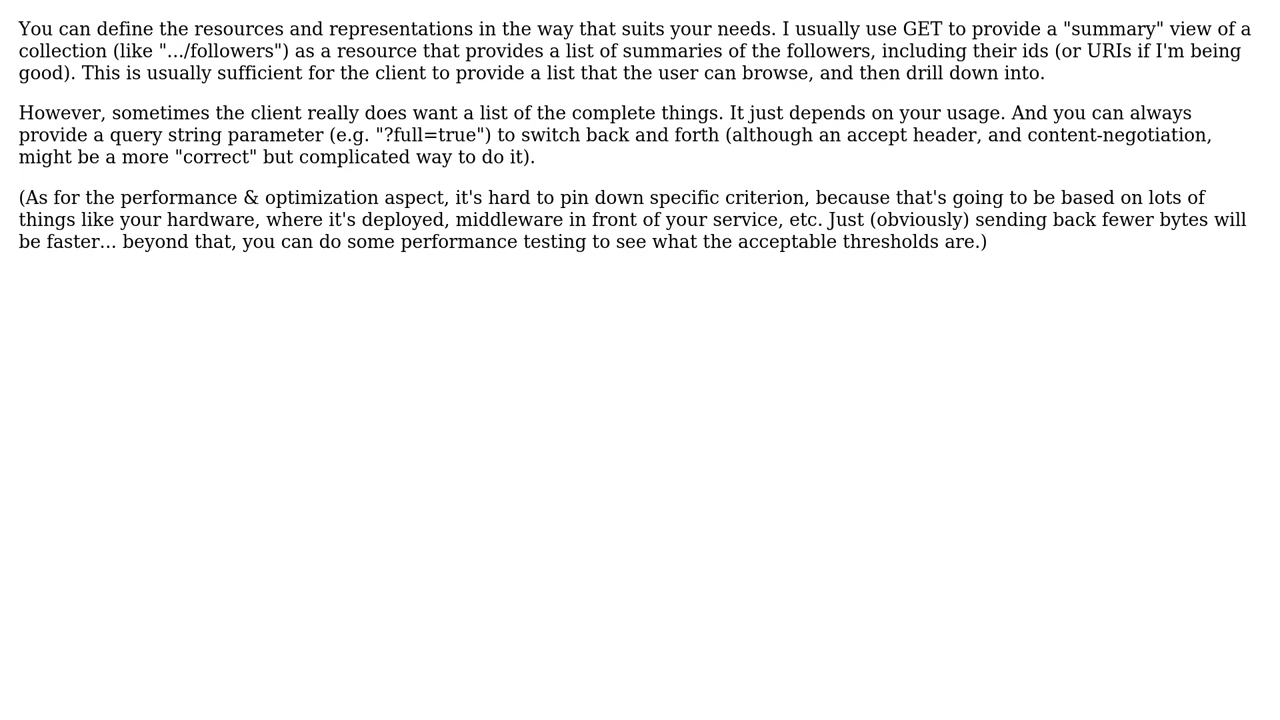 You can define the resources and representations in the way that suits your needs. I usually use GET to provide a "summary" view of a
collection (like ".../followers") as a resource that provides a list of summaries of the followers, including their ids (or URIs if I'm being
good). This is usually sufficient for the client to provide a list that the user can browse, and then drill down into.
However, sometimes the client really does want a list of the complete things. It just depends on your usage. And you can always
provide a query string parameter (e.g. "?full=true") to switch back and forth (although an accept header, and content-negotiation,
might be a more "correct" but complicated way to do it).
(As for the performance & optimization aspect, it's hard to pin down specific criterion, because that's going to be based on lots of
things like your hardware, where it's deployed, middleware in front of your service, etc. Just (obviously) sending back fewer bytes will
be faster... beyond that, you can do some performance testing to see what the acceptable thresholds are.)